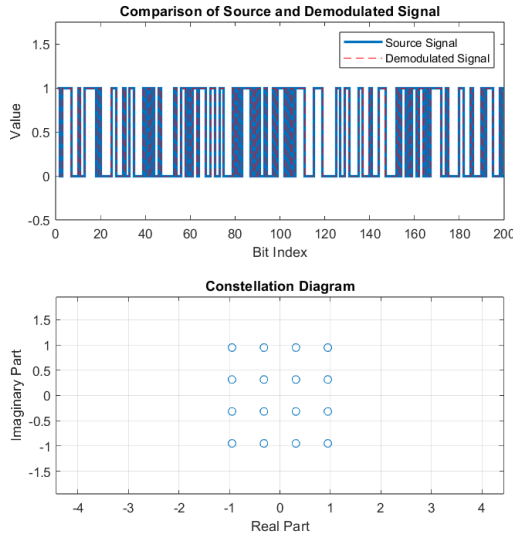 Comparison of Source and Demodulated Signal
1.5
1
0.5
0
-0.5
Value
Source Signal
Demodulated Signal
0 20 40 60 80 100 120 140 160 180 200
Bit Index
Constellation Diagram
1.5
1
0.5
0
-0.5
-1
-1.5
Imaginary Part
-4 -3 -2 -1 0 1 2 3 4
Real Part